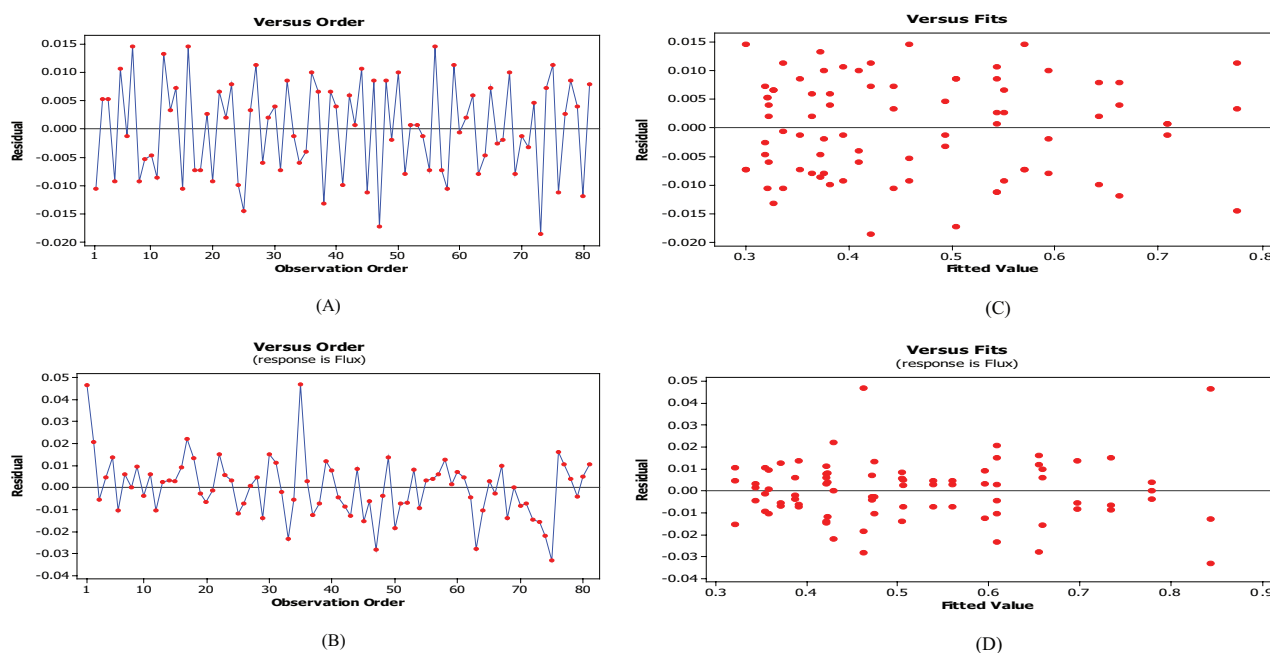 Versus Order
Residual
0.015
0.010
0.005
0.000
-0.005
-0.010
-0.015
-0.020
1 10 20 30 40 50 60 70 80
Observation Order
(A)
Versus Fits
Residual
0.015
0.010
0.005
0.000
-0.005
-0.010
-0.015
-0.020
0.3 0.4 0.5 0.6 0.7 0.8
Fitted Value
(C)
Versus Order
(response is Flux)
Residual
0.05
0.04
0.03
0.02
0.01
0.00
-0.01
-0.02
-0.03
-0.04
1 10 20 30 40 50 60 70 80
Observation Order
(B)
Versus Fits
(response is Flux)
Residual
0.05
0.04
0.03
0.02
0.01
0.00
-0.01
-0.02
-0.03
-0.04
0.3 0.4 0.5 0.6 0.7 0.8 0.9
Fitted Value
(D)